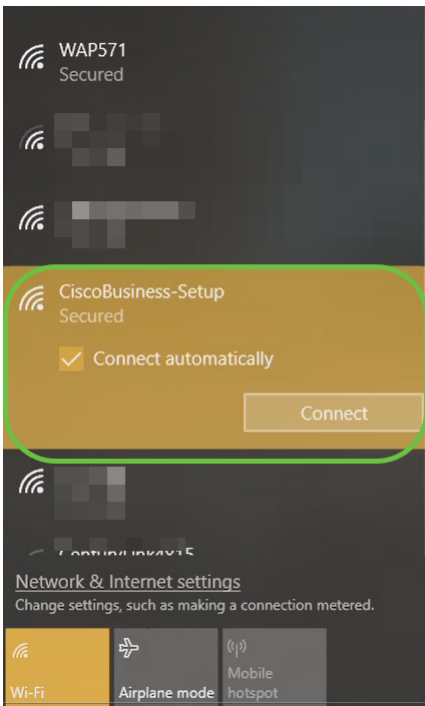 WAP571
Secured
CiscoBusiness-Setup
Secured
Connect automatically
Connect
Network & Internet settings
Change settings, such as making a connection metered.
Wi-Fi
Airplane mode
Mobile
hotspot